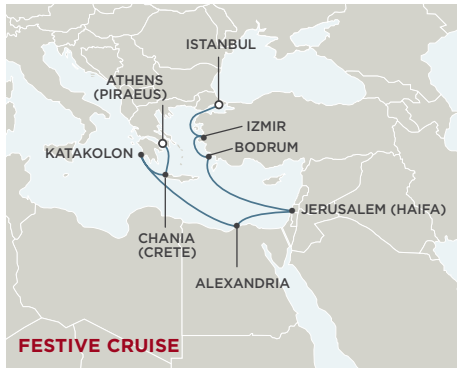 ISTANBUL
ATHENS
(PIRAEUS)
IZMIR
BODRUM
KATAKOLON
JERUSALEM (HAIFA)
CHANIA
(CRETE)
ALEXANDRIA
FESTIVE CRUISE